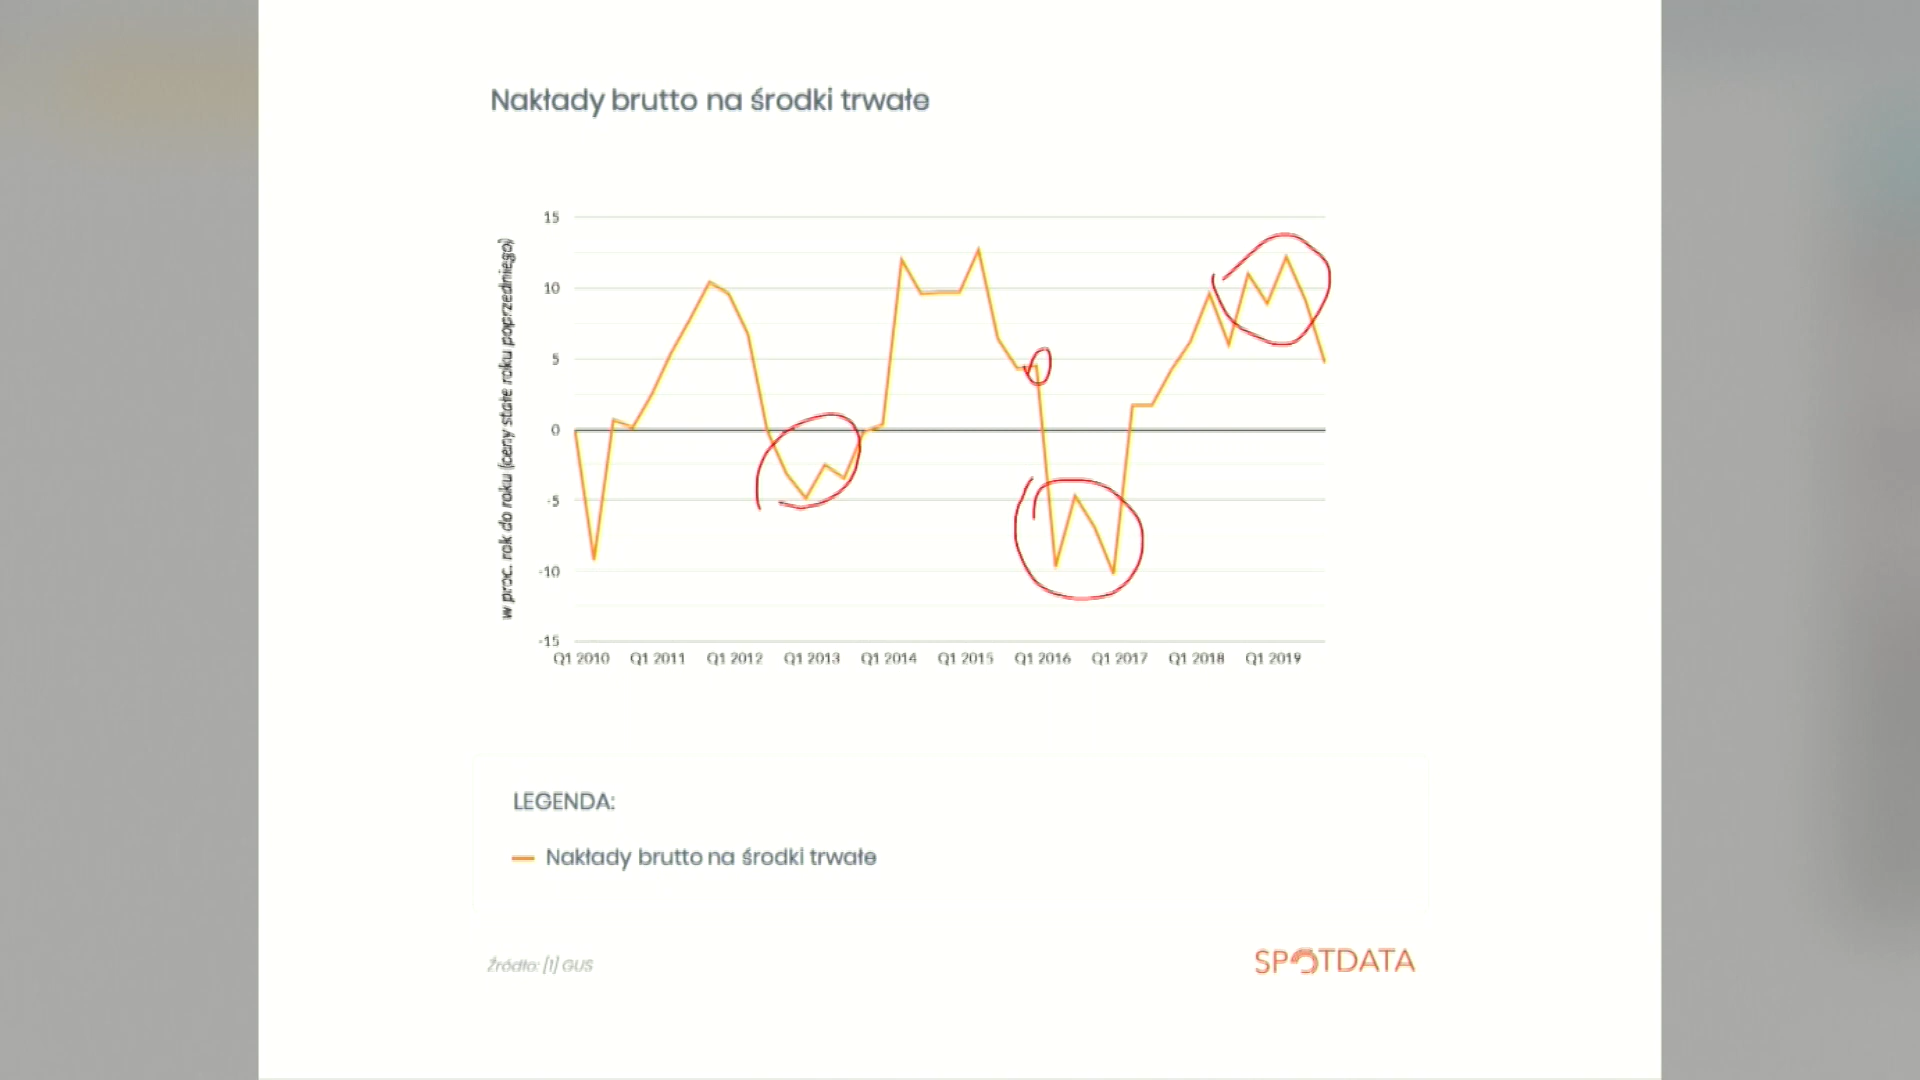 Nakłady brutto na środki trwałe
w proc. rok do roku (ceny stałe roku poprzedniego)
15
10
5
0
-5
-10
-15
Q1 2010 Q1 2011 Q1 2012 Q1 2013 Q1 2014 Q1 2015 Q1 2016 Q1 2017 Q1 2018 Q1 2019
LEGENDA:
Nakłady brutto na środki trwałe
Źródło: [1] GUS
SPOTDATA